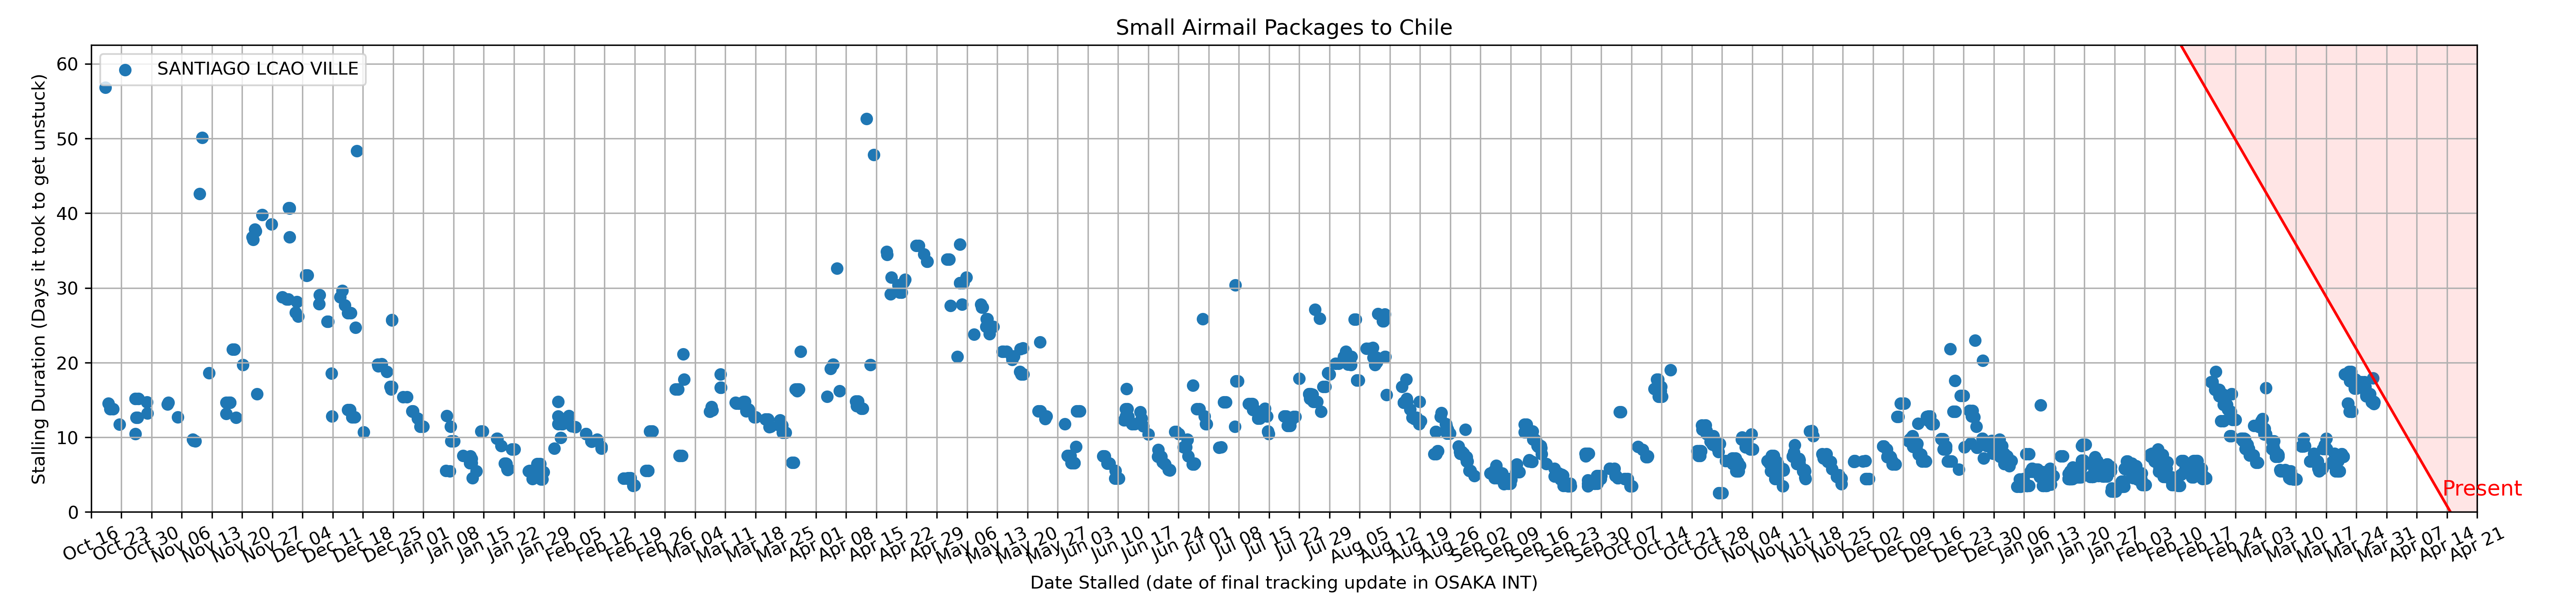 Small Airmail Packages to Chile
SANTIAGO LCAO VILLE
Stalling Duration (Days it took to get unstuck)
60
50
40
30
20
10
0
Present
Oct 16
Oct 23
Oct 30
Nov 06
Nov 13
Nov 20
Nov 27
Dec 04
Dec 11
Dec 18
Dec 25
Jan 01
Jan 08
Jan 15
Jan 22
Jan 29
Feb 05
Feb 12
Feb 19
Feb 26
Mar 04
Mar 11
Mar 18
Mar 25
Apr 01
Apr 08
Apr 15
Apr 22
Apr 29
May 06
May 13
May 20
May 27
Jun 03
Jun 10
Jun 17
Jun 24
Jul 01
Jul 08
Jul 15
Jul 22
Jul 29
Aug 05
Aug 12
Aug 19
Aug 26
Sep 02
Sep 09
Sep 16
Sep 23
Sep 30
Oct 07
Oct 14
Oct 21
Oct 28
Nov 04
Nov 11
Nov 18
Nov 25
Dec 02
Dec 09
Dec 16
Dec 23
Dec 30
Jan 06
Jan 13
Jan 20
Jan 27
Feb 03
Feb 10
Feb 17
Feb 24
Mar 03
Mar 10
Mar 17
Mar 24
Mar 31
Apr 07
Apr 14
Apr 21
Date Stalled (date of final tracking update in OSAKA INT)